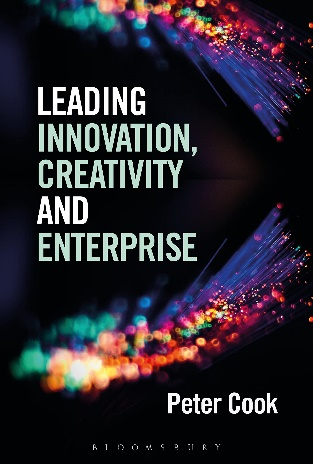 LEADING
INNOVATION,
CREATIVITY
AND
ENTERPRISE
Peter Cook
BLOOMSBURY